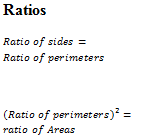 Ratios
Ratio of sides =
Ratio of perimeters
(Ratio of perimeters)² =
ratio of Areas